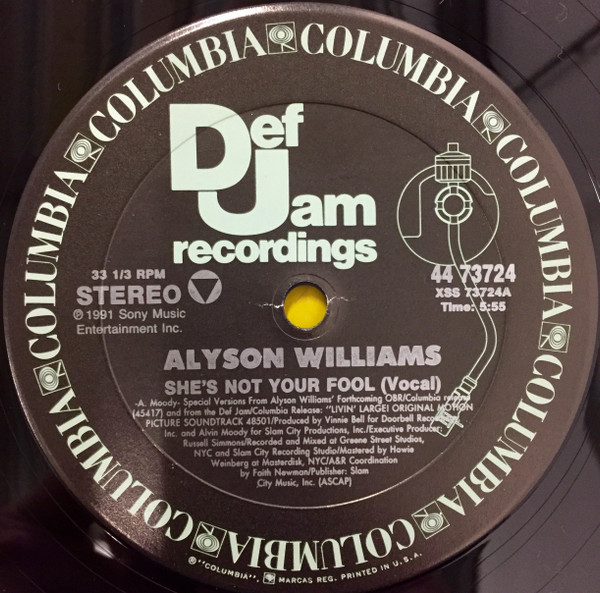 COLUMBIA COLUMBIA COLUMBIA COLUMBIA COLUMBIA COLUMBIA COLUMBIA COLUMBIA COLUMBIA
Def
Jam
recordings
33 1/3 RPM
STEREO
℗ 1991 Sony Music
Entertainment Inc.
44 73724
XSS 73724A
Time: 5:55
ALYSON WILLIAMS
SHE'S NOT YOUR FOOL (Vocal)
-A. Moody- Special Versions From Alyson Williams' Forthcoming OBR/Columbia release
(45417) and from the Def Jam/Columbia Release: "LIVIN' LARGE! ORIGINAL MOTION
PICTURE SOUNDTRACK 48501/Produced by Vinnie Bell for Doorbell Records,
Inc. and Alvin Moody for Slam City Productions, Inc./Executive Producer:
Russell Simmons/Recorded and Mixed at Greene Street Studios,
NYC and Slam City Recording Studio/Mastered by Howie
Weinberg at Masterdisk, NYC/A&R Coordination
by Faith Newman/Publisher: Slam
City Music, Inc. (ASCAP)
® "COLUMBIA", MARCAS REG. PRINTED IN U.S.A.